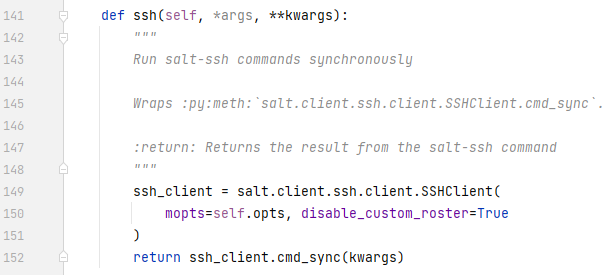 141 def ssh(self, *args, **kwargs):
142 """
143 Run salt-ssh commands synchronously
144
145 Wraps :py:meth:`salt.client.ssh.client.SSHClient.cmd_sync`.
146
147 :return: Returns the result from the salt-ssh command
148 """
149 ssh_client = salt.client.ssh.client.SSHClient(
150 mopts=self.opts, disable_custom_roster=True
151 )
152 return ssh_client.cmd_sync(kwargs)